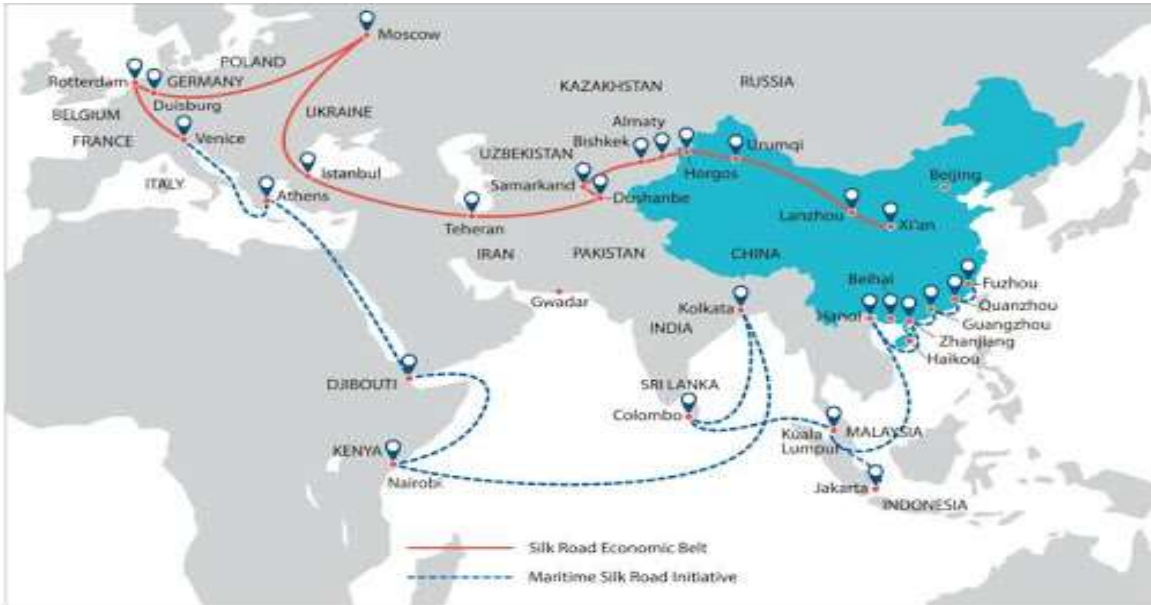 Moscow
POLAND
Rotterdam
GERMANY
Duisburg
BELGIUM
FRANCE
Venice
UKRAINE
ITALY
Istanbul
Athens
KAZAKHSTAN
RUSSIA
Almaty
Bishkek
UZBEKISTAN
Samarkand
Dushanbe
Horgos
Urumqi
Beijing
Lanzhou
Xi'an
Teheran
IRAN
PAKISTAN
CHINA
Gwadar
Kolkata
INDIA
Beihai
Hanoi
Fuzhou
Quanzhou
Guangzhou
Zhanjiang
Haikou
DJIBOUTI
SRI LANKA
Colombo
Kuala
Lumpur
MALAYSIA
KENYA
Nairobi
Jakarta
INDONESIA
Silk Road Economic Belt
Maritime Silk Road Initiative